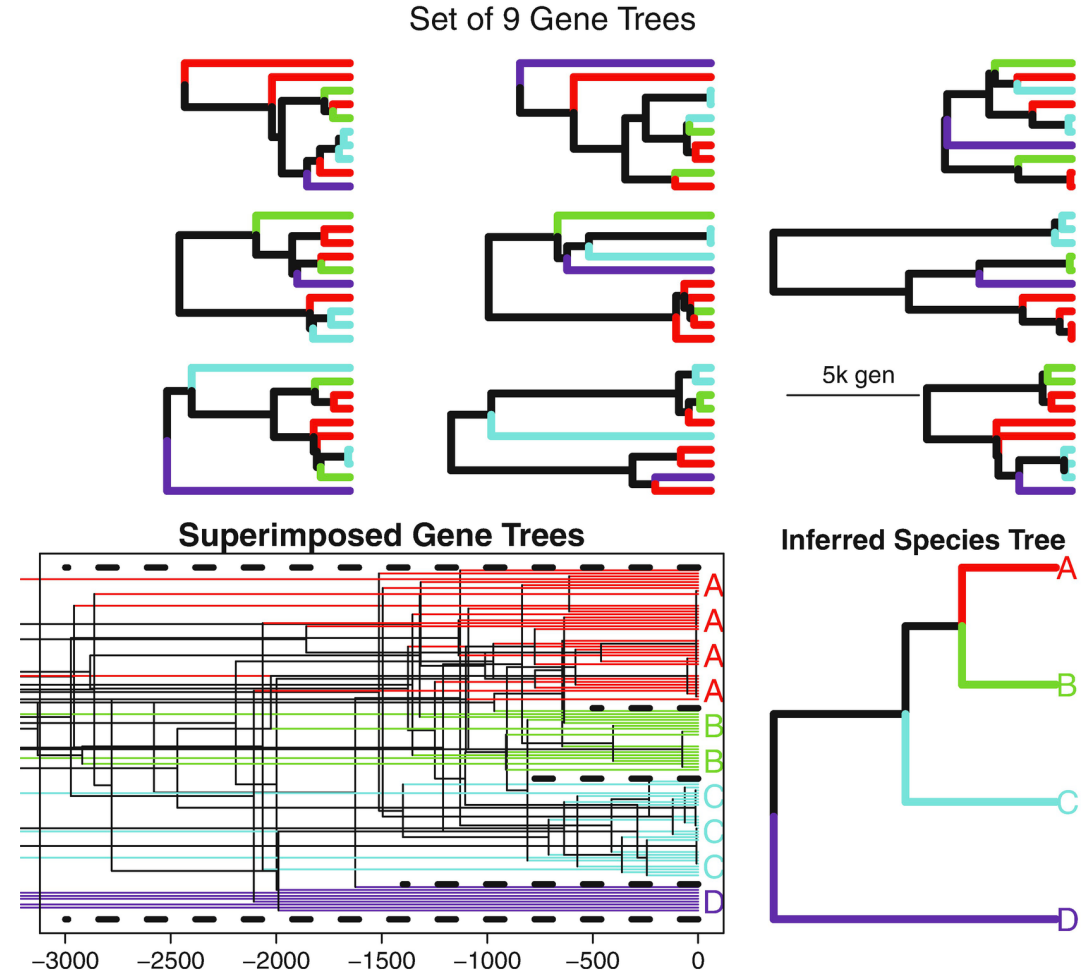 Set of 9 Gene Trees
5k gen
Superimposed Gene Trees
Inferred Species Tree
A
A
A
A
B
B
C
C
C
D
−3000 −2500 −2000 −1500 −1000 −500 0
A
B
C
D